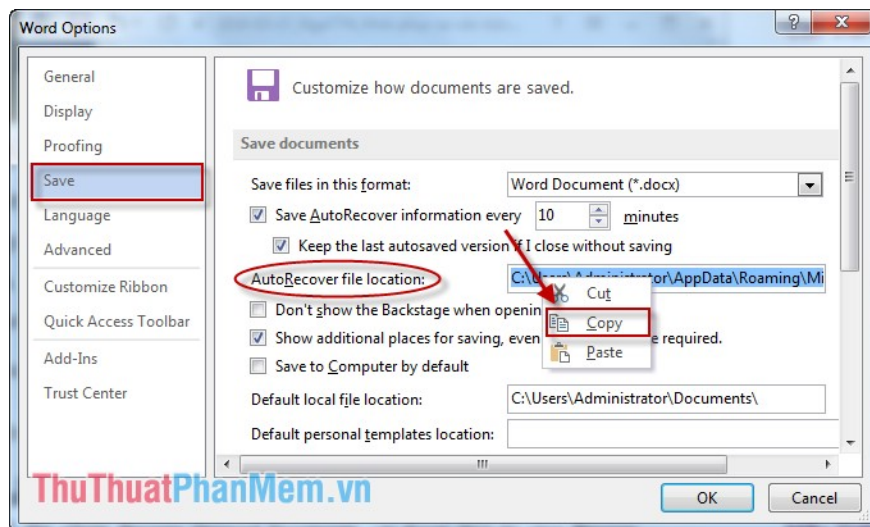 Word Options
General
Display
Proofing
Save
Language
Advanced
Customize Ribbon
Quick Access Toolbar
Add-Ins
Trust Center
Customize how documents are saved.
Save documents
Save files in this format: Word Document (*.docx)
Save AutoRecover information every 10 minutes
Keep the last autosaved version if I close without saving
AutoRecover file location: C:\Users\Administrator\AppData\Roaming\Mi
Cut
Don't show the Backstage when openin
Copy
Show additional places for saving, even e required.
Paste
Save to Computer by default
Default local file location: C:\Users\Administrator\Documents\
Default personal templates location:
ThuThuatPhanMem.vn
OK Cancel